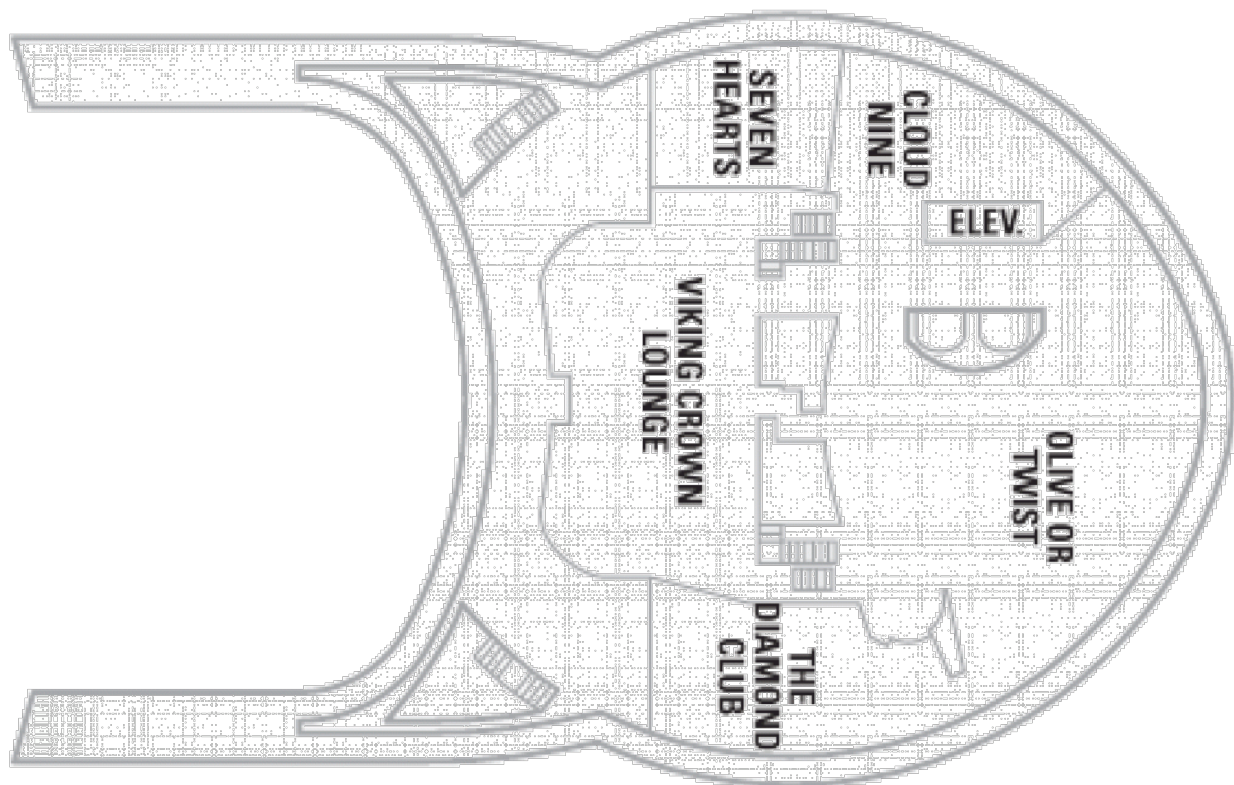 SEVEN
HEARTS
CLOUD
NINE
ELEV.
VIKING CROWN
LOUNGE
OLIVE OR
TWIST
THE
DIAMOND
CLUB